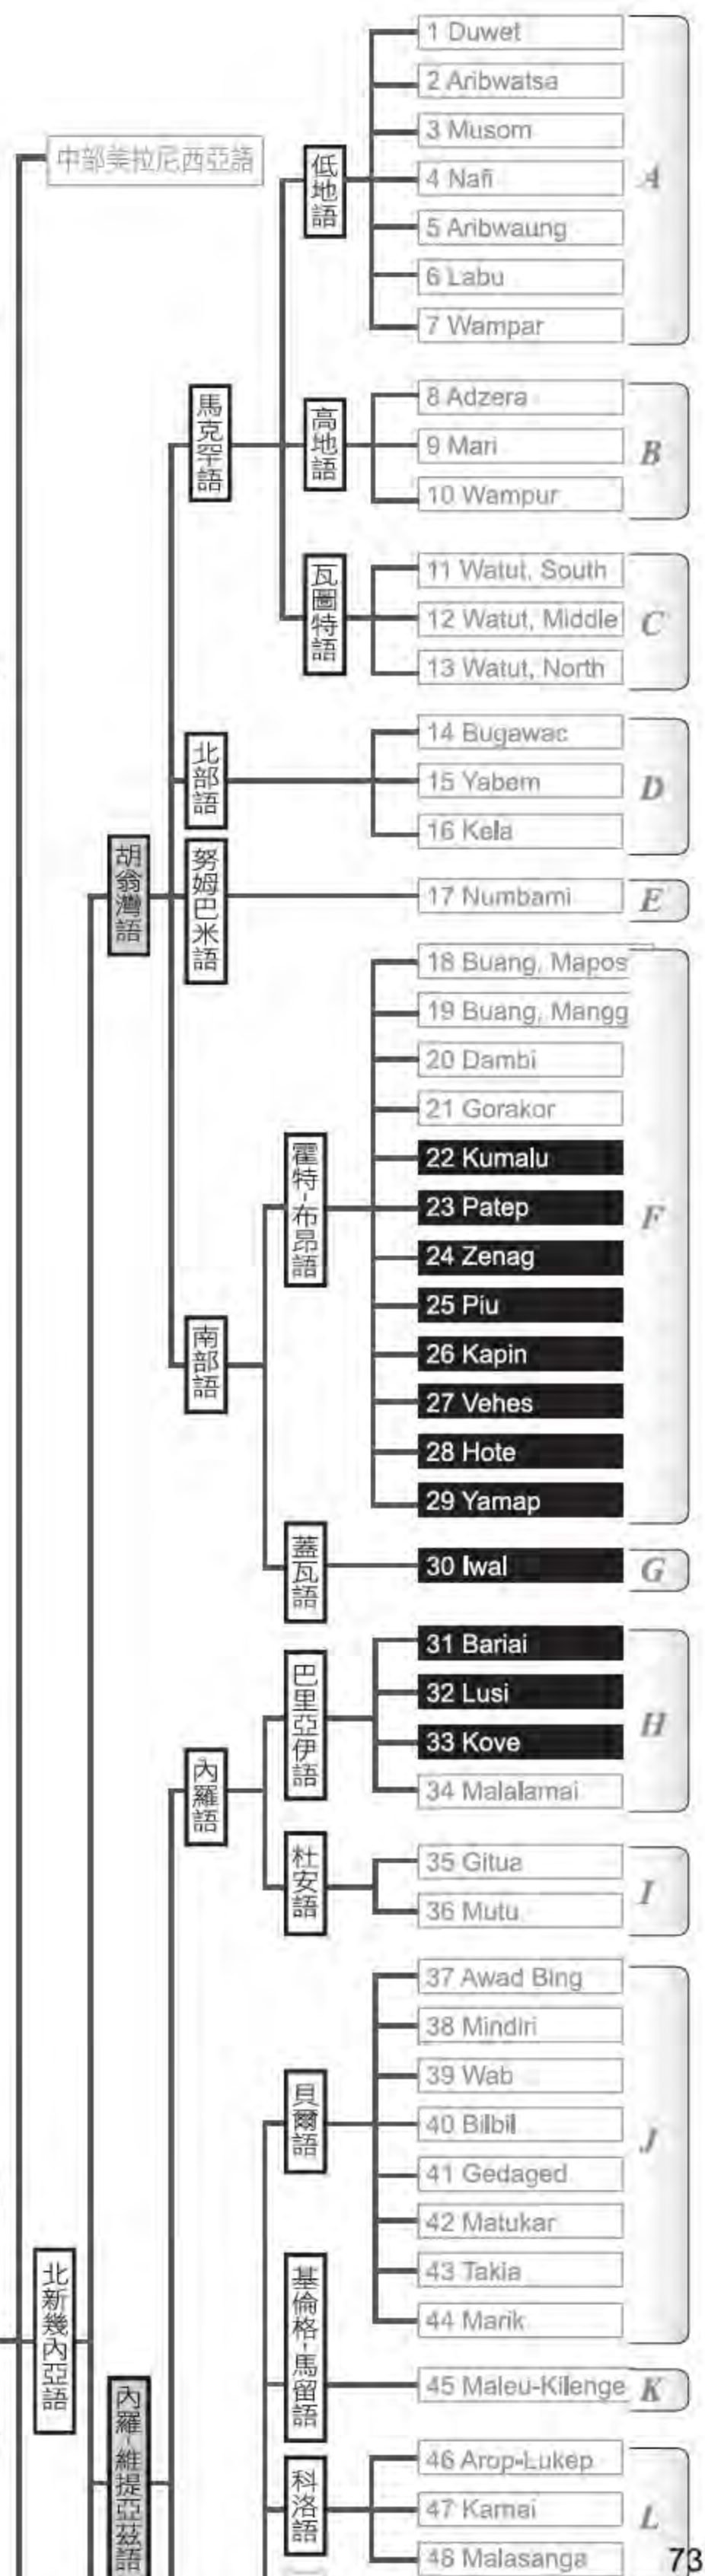 中部美拉尼西亞語
北新幾內亞語
胡翁灣語
馬克罕語
低地語
1 Duwet
2 Aribwatsa
3 Musom
4 Nafi
5 Aribwaung
6 Labu
7 Wampar
A
高地語
8 Adzera
9 Mari
10 Wampur
B
瓦圖特語
11 Watut, South
12 Watut, Middle
13 Watut, North
C
北部語
14 Bugawac
15 Yabem
16 Kela
D
努姆巴米語
17 Numbami
E
南部語
霍特-布昂語
18 Buang, Mapos
19 Buang, Mangg
20 Dambi
21 Gorakor
22 Kumalu
23 Patep
24 Zenag
25 Piu
26 Kapin
27 Vehes
28 Hote
29 Yamap
F
蓋瓦語
30 Iwal
G
內羅-維提亞茲語
內羅語
巴里亞伊語
31 Bariai
32 Lusi
33 Kove
34 Malalamai
H
杜安語
35 Gitua
36 Mutu
I
貝爾語
37 Awad Bing
38 Mindiri
39 Wab
40 Bilbil
41 Gedaged
42 Matukar
43 Takia
44 Marik
J
基倫格-馬留語
45 Maleu-Kilenge
K
科洛語
46 Arop-Lukep
47 Karnai
48 Malasanga
L
73